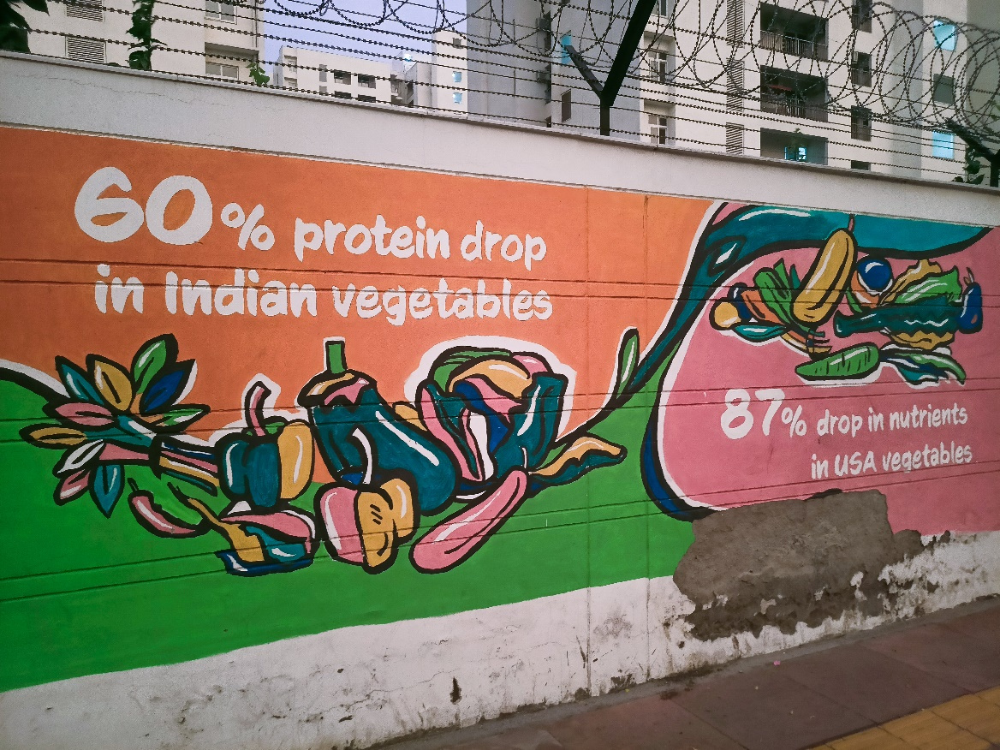 60% protein drop
in Indian vegetables
87% drop in nutrients
in USA vegetables